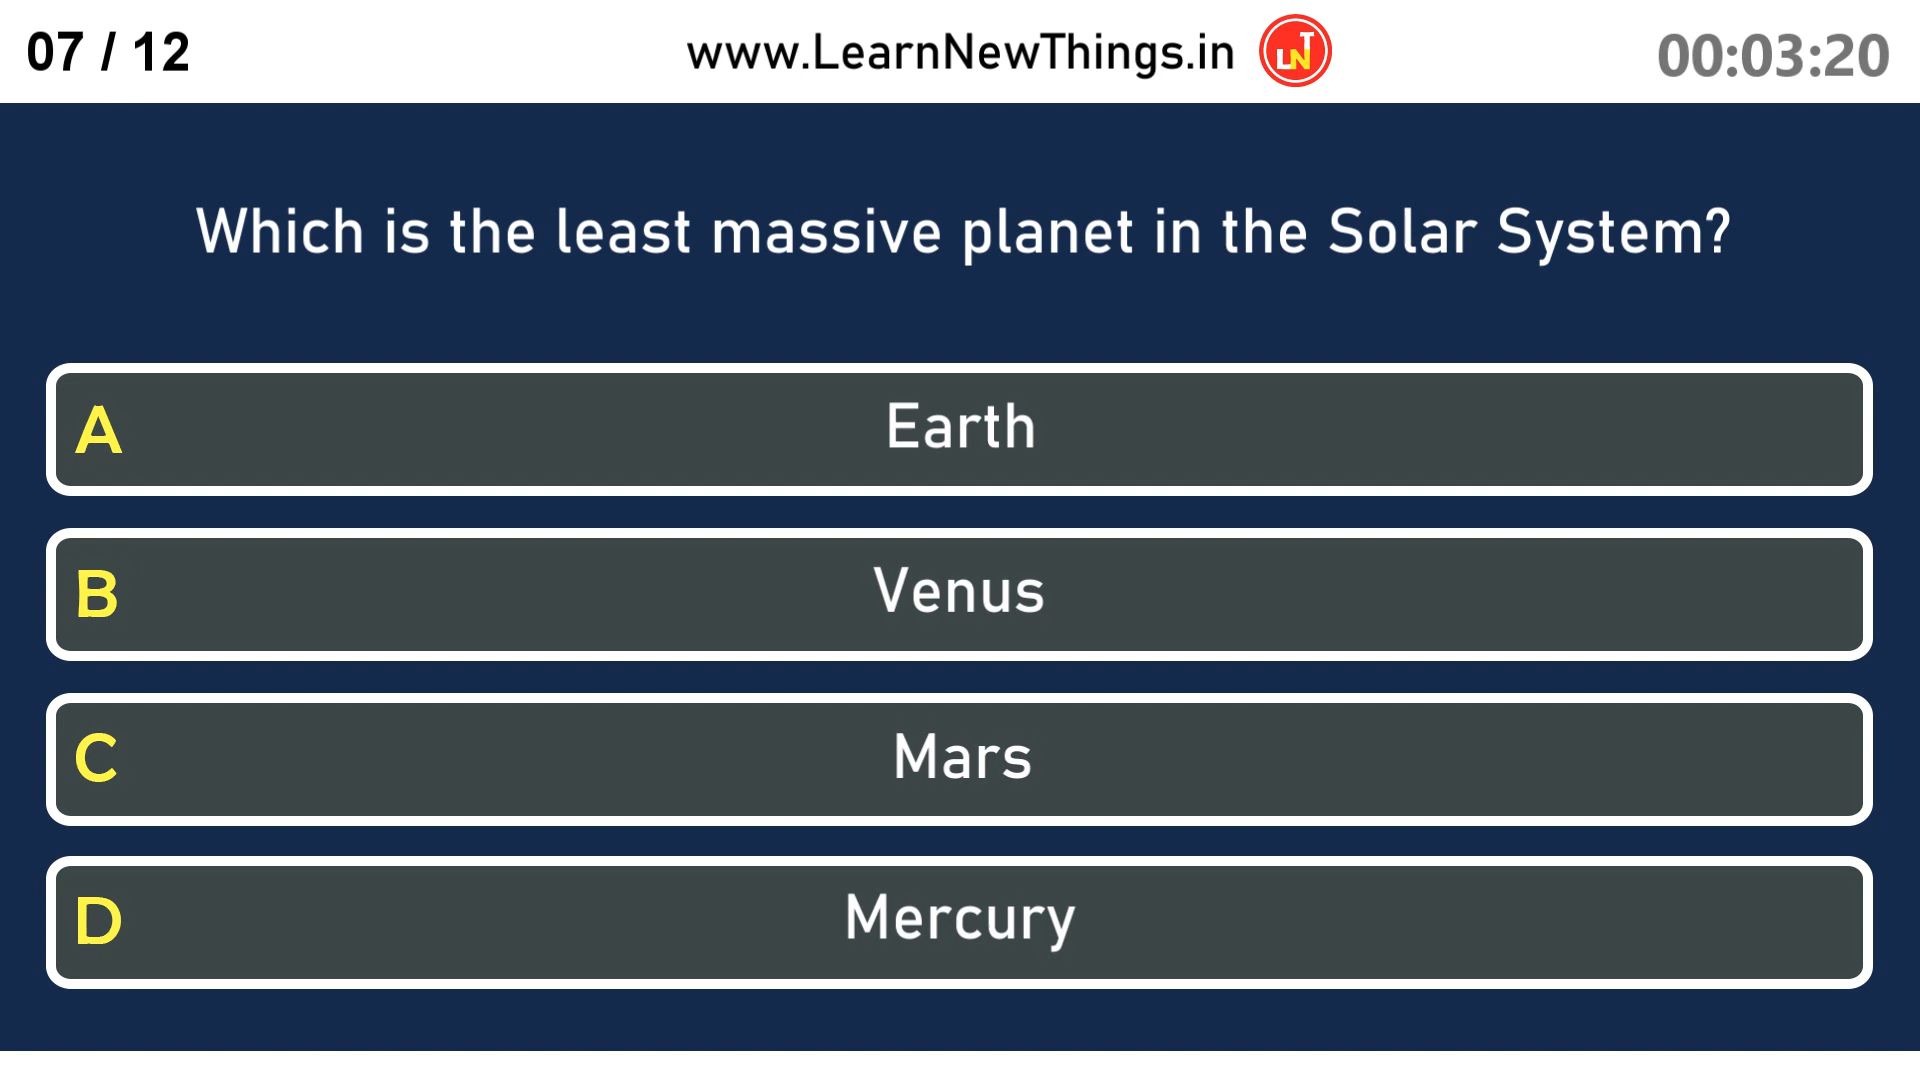 07 / 12
www.LearnNewThings.in
LNT
00:03:20
Which is the least massive planet in the Solar System?
A Earth
B Venus
C Mars
D Mercury